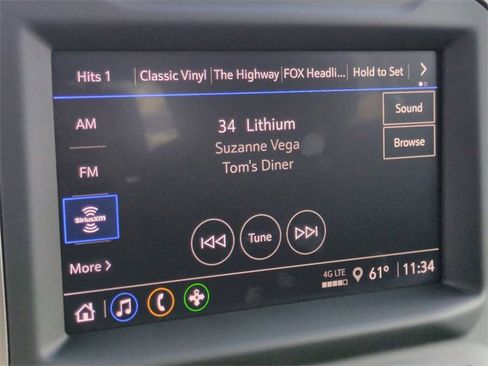 Hits 1 Classic Vinyl The Highway FOX Headli... Hold to Set >
AM
34 Lithium
Sound
Suzanne Vega
Browse
Tom's Diner
FM
SiriusXM
Tune
More >
4G LTE 61° 11:34